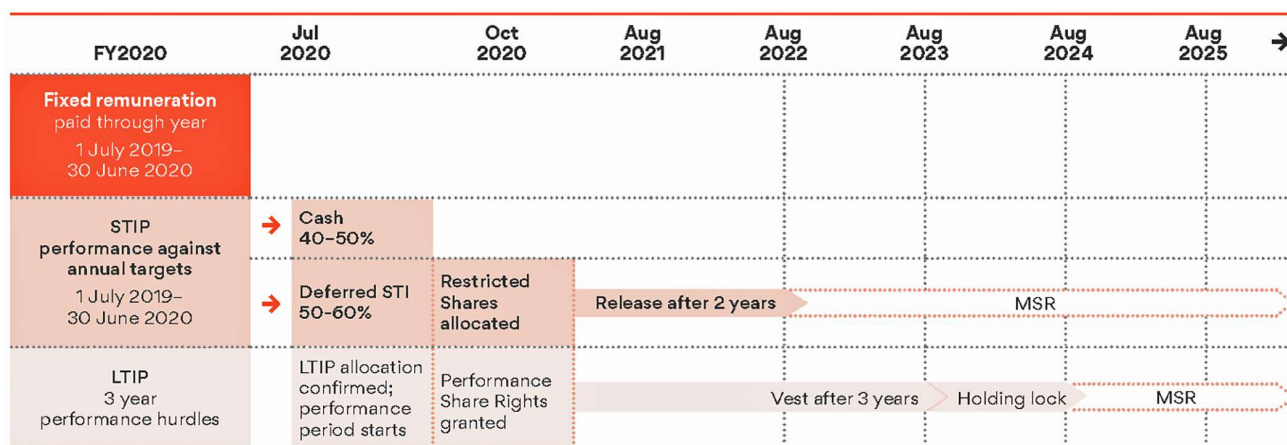 FY2020
Jul
2020
Oct
2020
Aug
2021
Aug
2022
Aug
2023
Aug
2024
Aug
2025
Fixed remuneration
paid through year
1 July 2019–
30 June 2020
STIP
performance against
annual targets
1 July 2019–
30 June 2020
Cash
40–50%
Deferred STI
50-60%
Restricted
Shares
allocated
Release after 2 years
MSR
LTIP
3 year
performance hurdles
LTIP allocation
confirmed;
performance
period starts
Performance
Share Rights
granted
Vest after 3 years
Holding lock
MSR